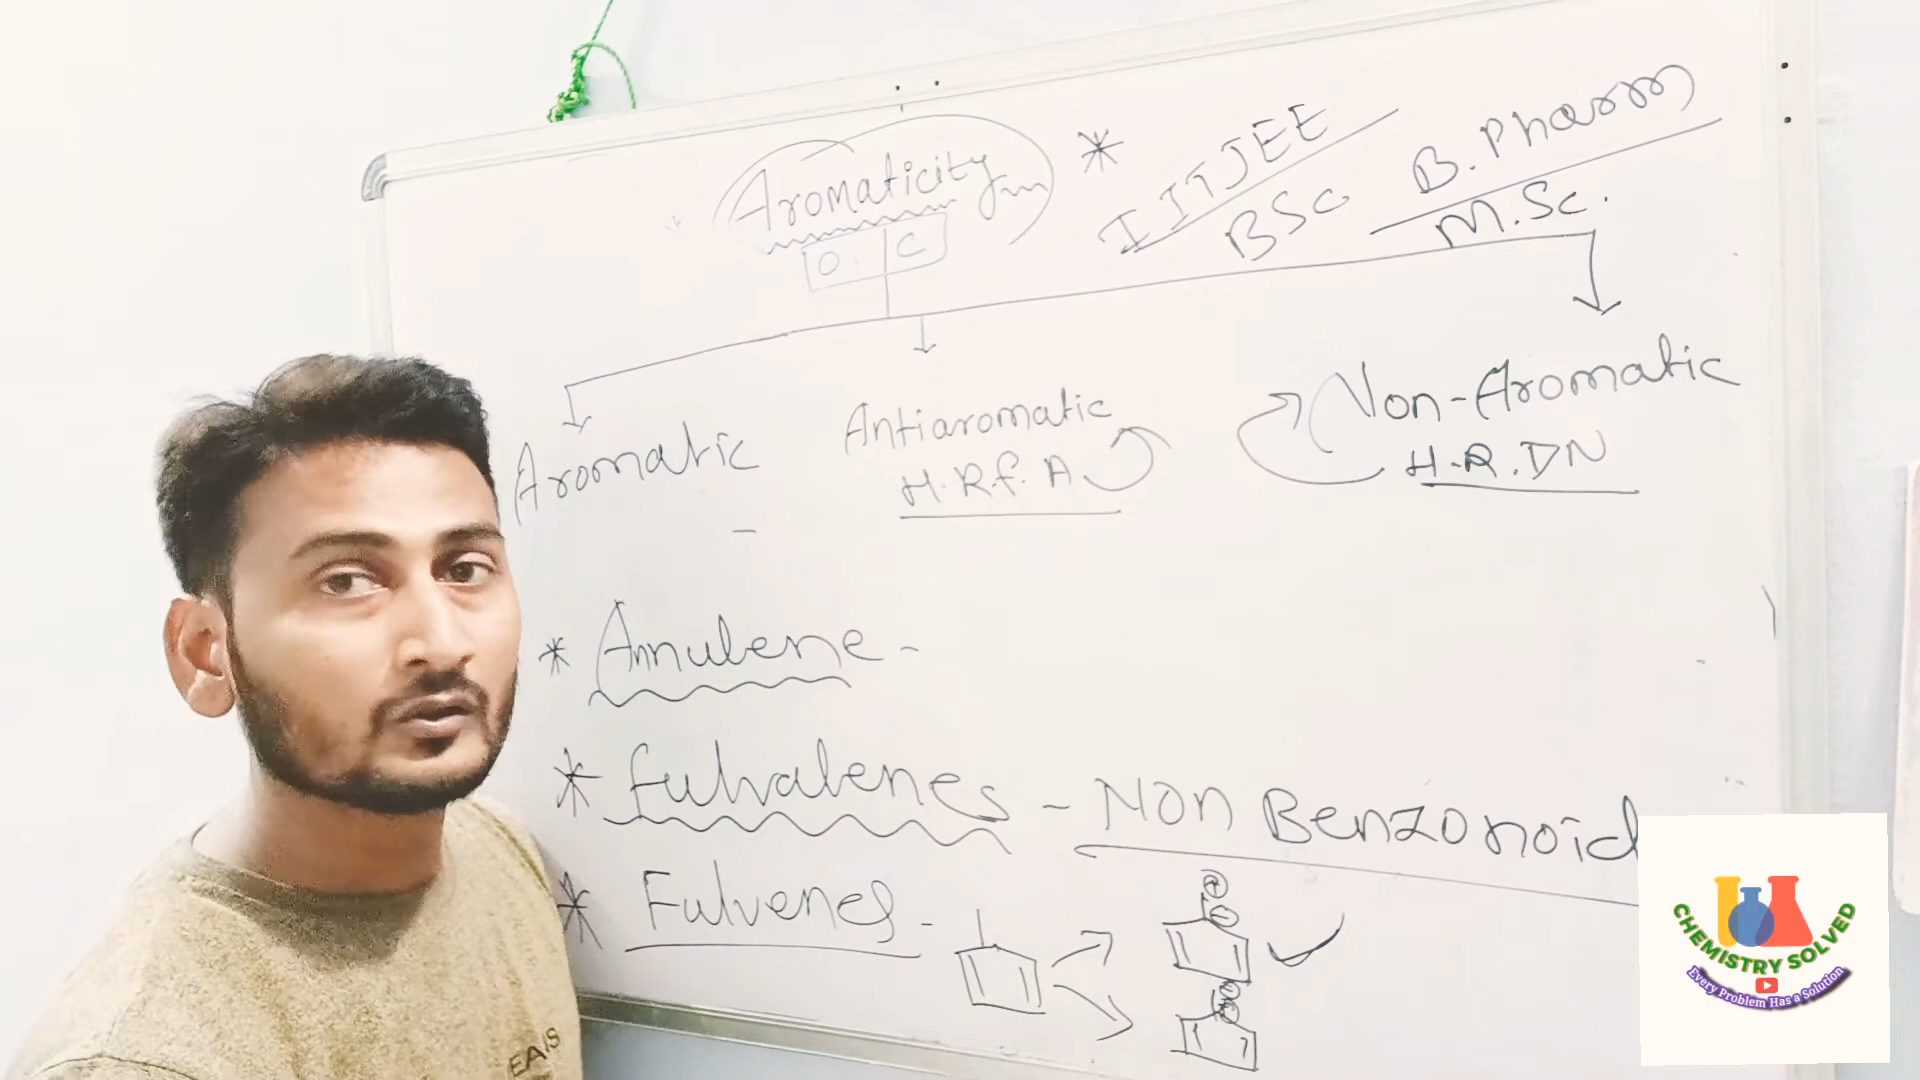 Aromaticity *
O. C
IITJEE
BSc
B. Pharm
M.Sc.
Aromatic
Antiaromatic
H.R.f.A
Non-Aromatic
H.R.DN
* Annulene -
* fulvalenes - Non Benzonoid
* Fulvenes -
EAIS
CHEMISTRY SOLVED
Every Problem Has a Solution